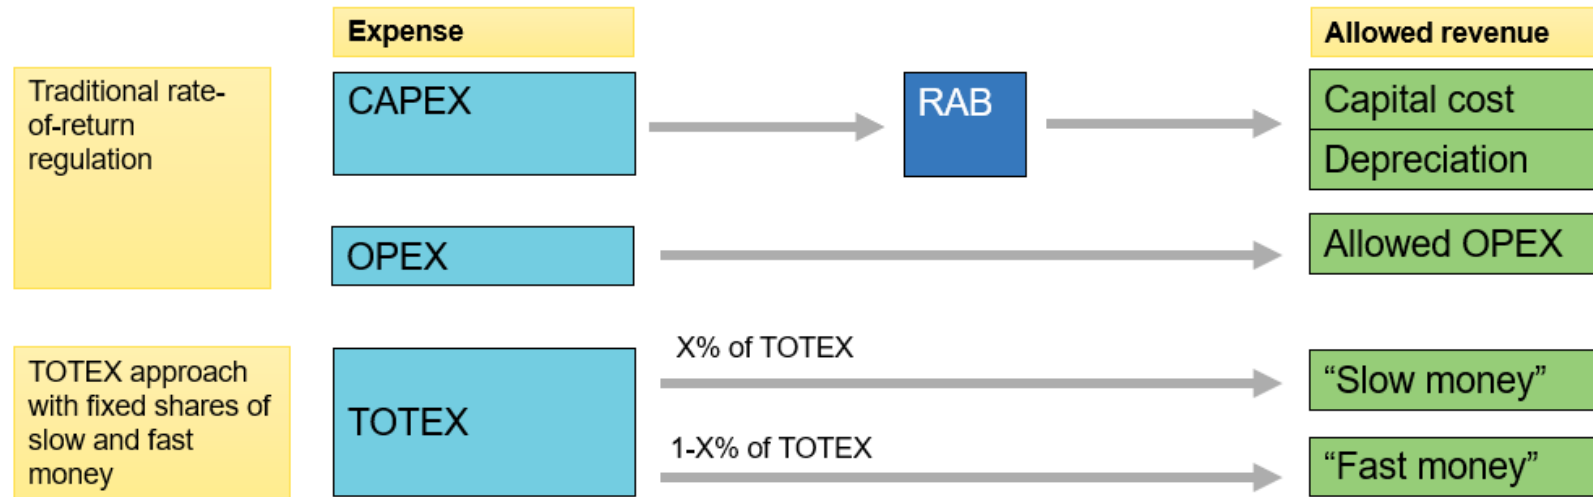 Expense
Allowed revenue
Traditional rate-
of-return
regulation
CAPEX
RAB
Capital cost
Depreciation
OPEX
Allowed OPEX
TOTEX approach
with fixed shares of
slow and fast
money
TOTEX
X% of TOTEX
“Slow money”
1-X% of TOTEX
“Fast money”